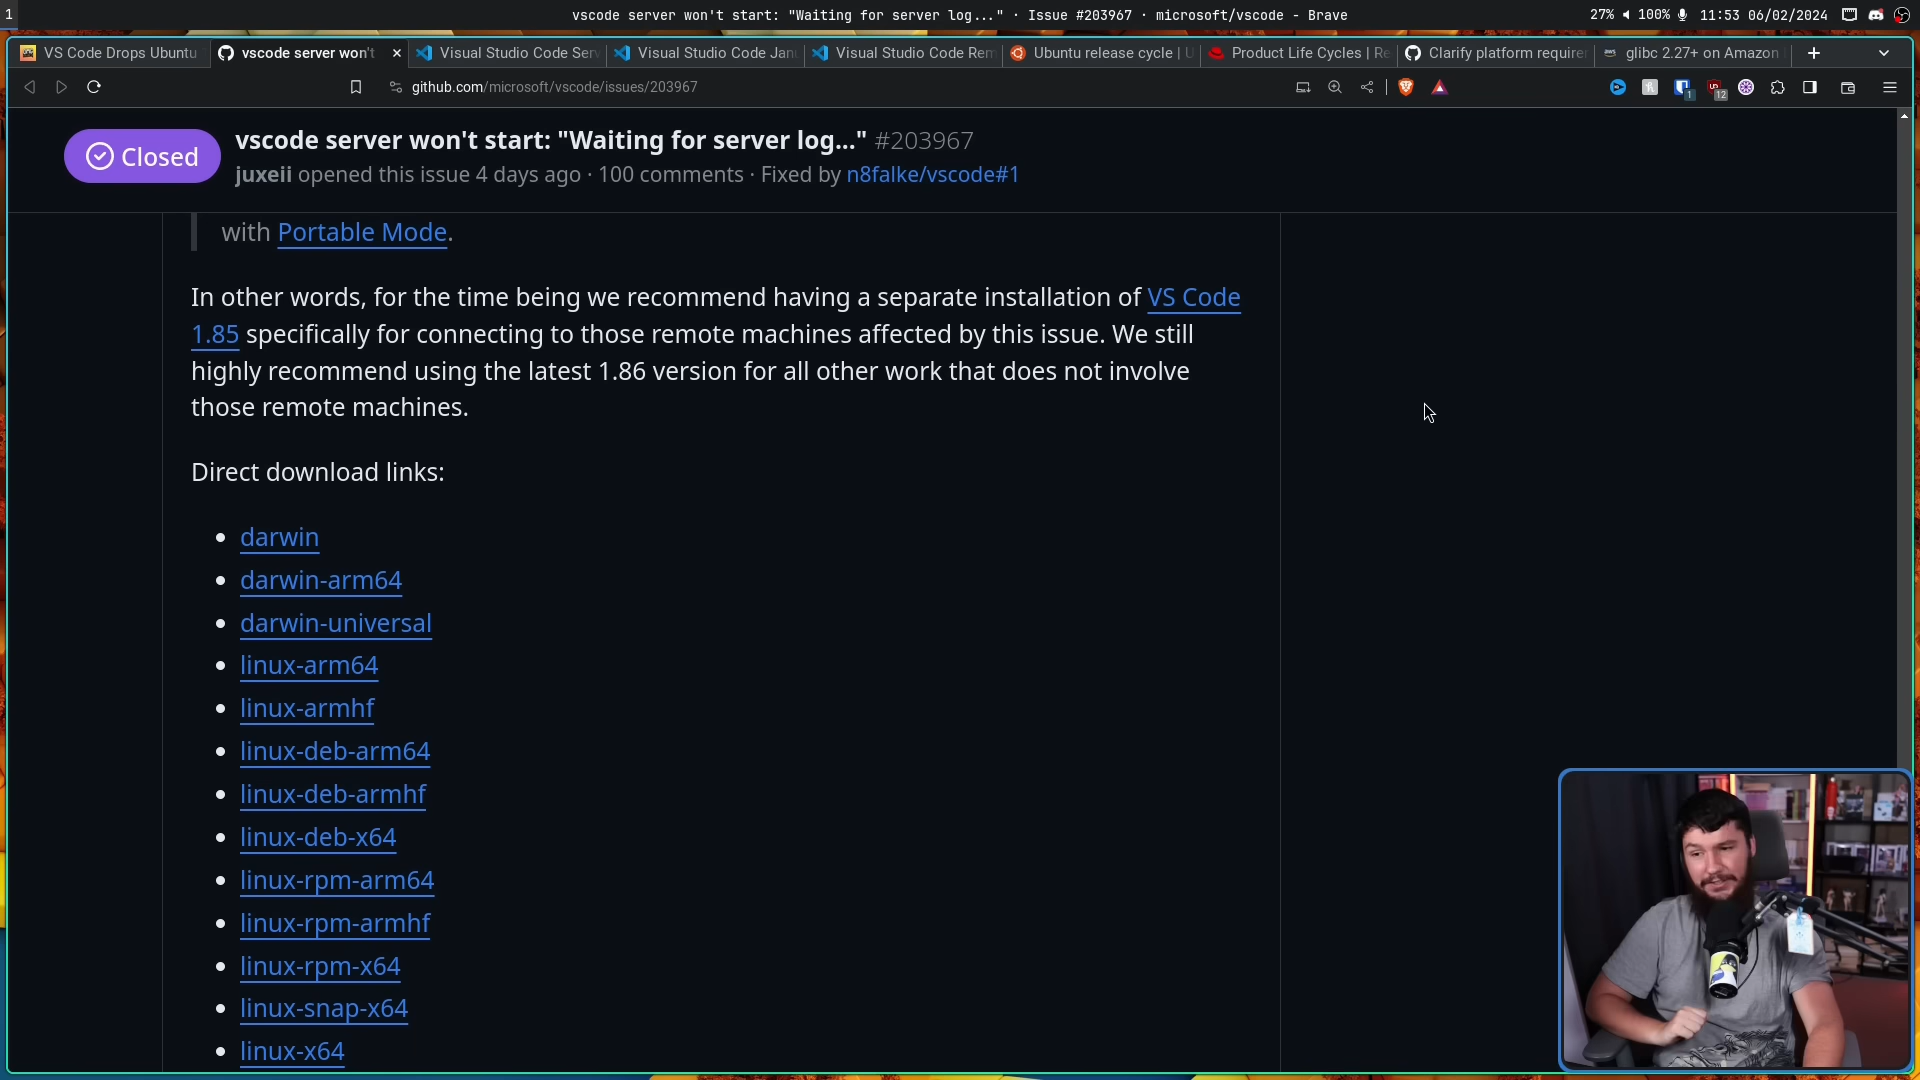 1
vscode server won't start: "Waiting for server log..." · Issue #203967 · microsoft/vscode - Brave
27%
100%
11:53 06/02/2024
VS Code Drops Ubuntu
vscode server won't
Visual Studio Code Serv
Visual Studio Code Jan
Visual Studio Code Rem
Ubuntu release cycle | U
Product Life Cycles | Re
Clarify platform requirer
glibc 2.27+ on Amazon
github.com/microsoft/vscode/issues/203967
1
12
Closed
vscode server won't start: "Waiting for server log..." #203967
juxeii opened this issue 4 days ago · 100 comments · Fixed by n8falke/vscode#1
with Portable Mode.
In other words, for the time being we recommend having a separate installation of VS Code
1.85 specifically for connecting to those remote machines affected by this issue. We still
highly recommend using the latest 1.86 version for all other work that does not involve
those remote machines.
Direct download links:
• darwin
• darwin-arm64
• darwin-universal
• linux-arm64
• linux-armhf
• linux-deb-arm64
• linux-deb-armhf
• linux-deb-x64
• linux-rpm-arm64
• linux-rpm-armhf
• linux-rpm-x64
• linux-snap-x64
• linux-x64